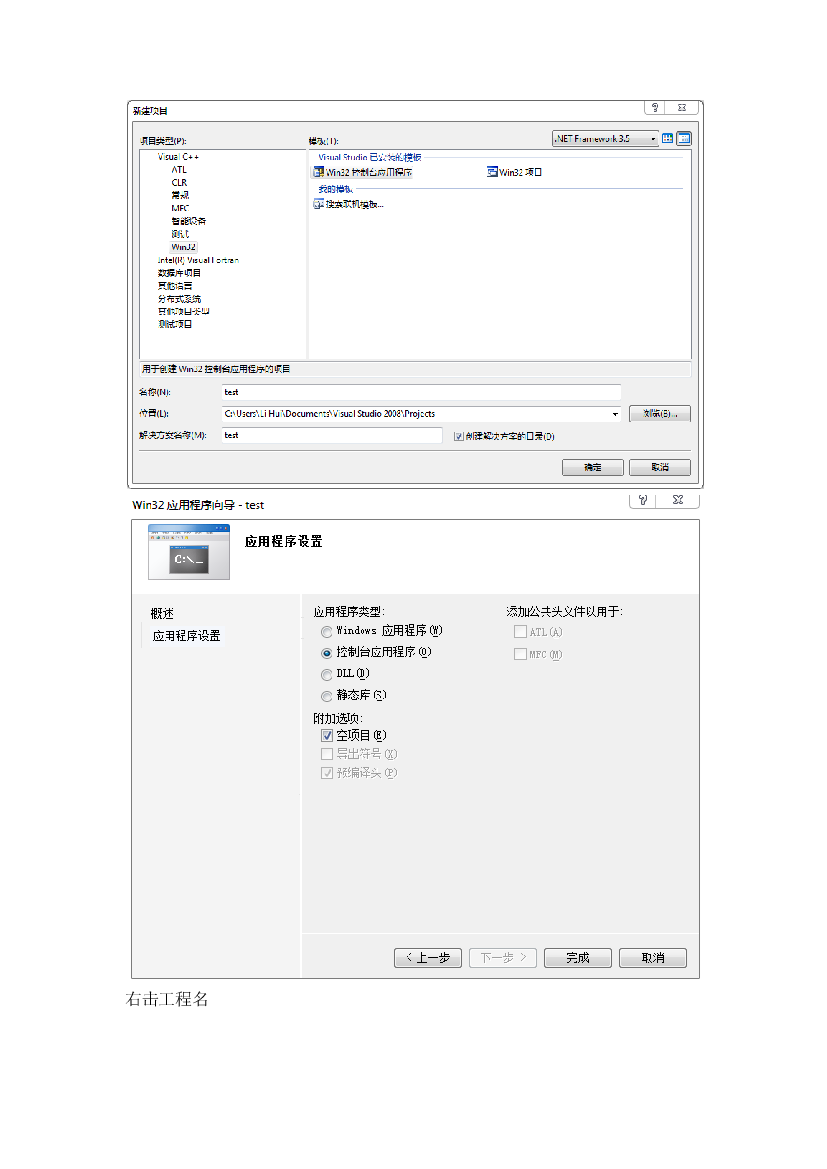 新建项目
项目类型(P):
模板(T):
.NET Framework 3.5
Visual C++
ATL
CLR
常规
MFC
智能设备
测试
Win32
Intel(R) Visual Fortran
数据库项目
其他语言
分布式系统
其他项目类型
测试项目
Visual Studio 已安装的模板
Win32 控制台应用程序
Win32 项目
我的模板
搜索联机模板...
用于创建 Win32 控制台应用程序的项目
名称(N):
test
位置(L):
C:\Users\Li Hui\Documents\Visual Studio 2008\Projects
浏览(B)...
解决方案名称(M):
test
创建解决方案的目录(D)
确定
取消
Win32 应用程序向导 - test
C:\_
应用程序设置
概述
应用程序设置
应用程序类型:
Windows 应用程序(W)
控制台应用程序(O)
DLL(D)
静态库(S)
附加选项:
空项目(E)
导出符号(X)
预编译头(P)
添加公共头文件以用于:
ATL(A)
MFC(M)
< 上一步
下一步 >
完成
取消
右击工程名